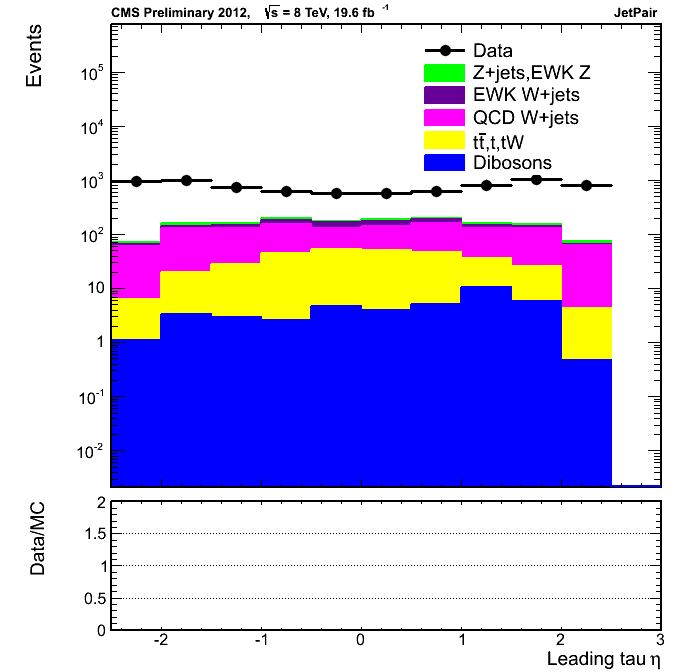 CMS Preliminary 2012, √s = 8 TeV, 19.6 fb⁻¹ JetPair
Events
Data
Z+jets,EWK Z
EWK W+jets
QCD W+jets
tt̅,t,tW
Dibosons
10⁵
10⁴
10³
10²
10
1
10⁻¹
10⁻²
Data/MC
2
1.5
1
0.5
0
-2 -1 0 1 2 3
Leading tau η